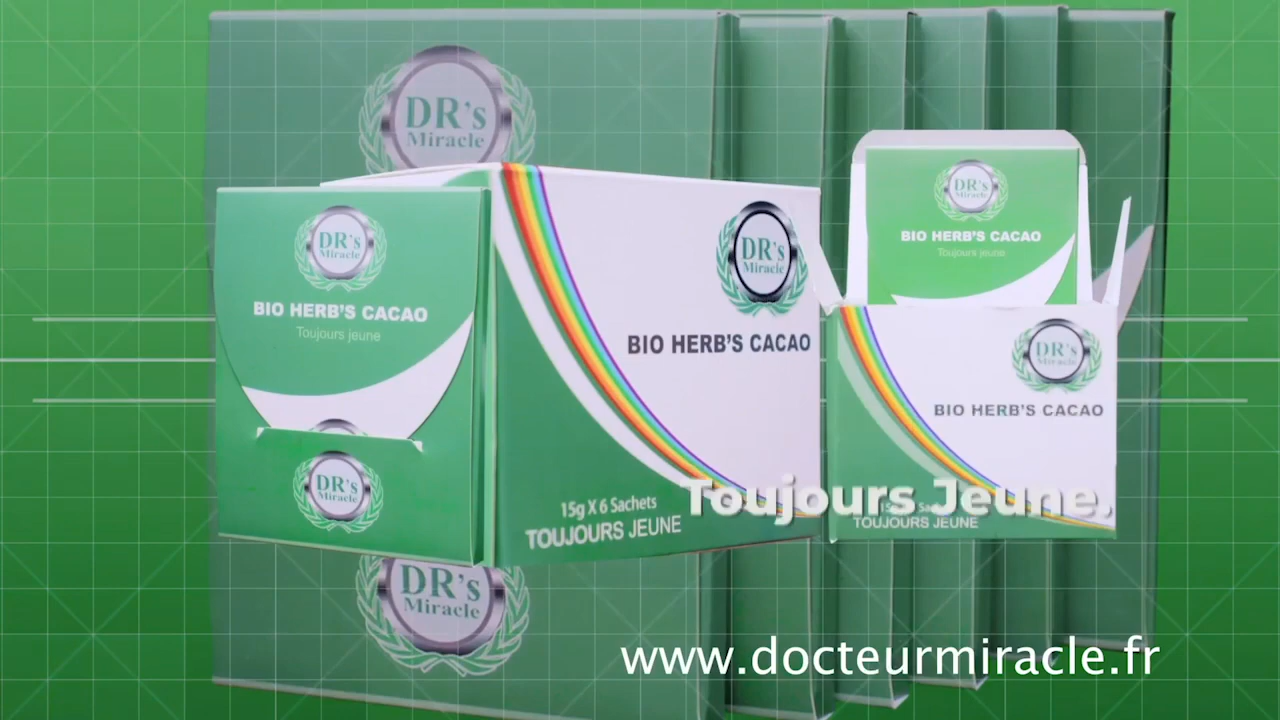 DR's
Miracle
DR's
Miracle
BIO HERB'S CACAO
Toujours jeune
DR's
Miracle
DR's
Miracle
BIO HERB'S CACAO
15g X 6 Sachets
TOUJOURS JEUNE
DR's
Miracle
BIO HERB'S CACAO
Toujours jeune
DR's
Miracle
BIO HERB'S CACAO
TOUJOURS JEUNE
Toujours Jeune.
DR's
Miracle
www.docteurmiracle.fr